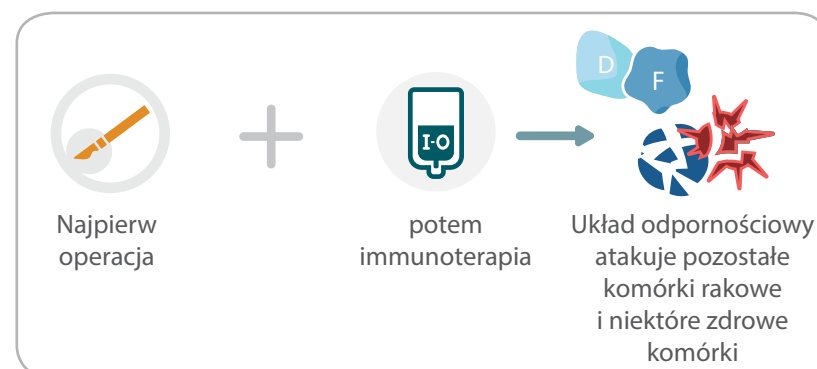 D
F
I-O
Najpierw
operacja
potem
immunoterapia
Układ odpornościowy
atakuje pozostałe
komórki rakowe
i niektóre zdrowe
komórki